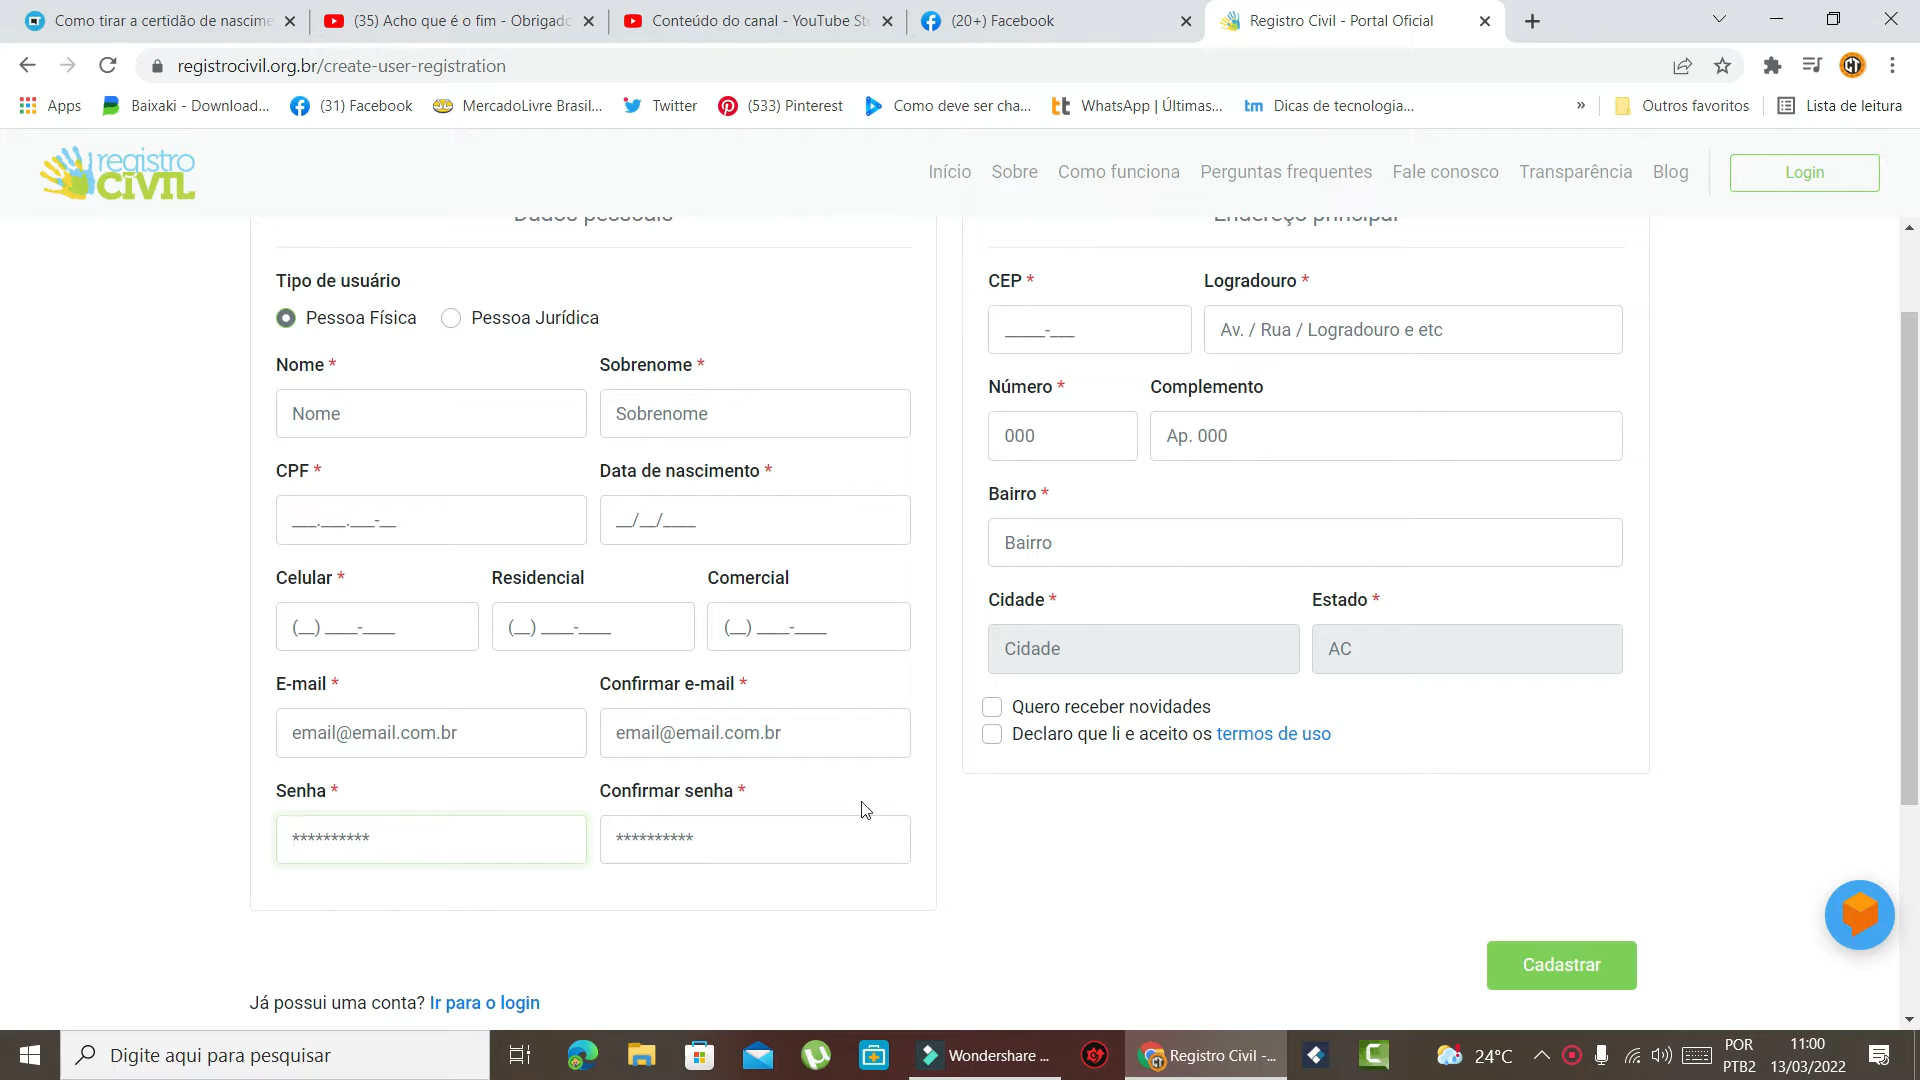 Como tirar a certidão de nascime
(35) Acho que é o fim - Obrigado
Conteúdo do canal - YouTube St
(20+) Facebook
Registro Civil - Portal Oficial
registrocivil.org.br/create-user-registration
Apps
Baixaki - Download...
(31) Facebook
MercadoLivre Brasil...
Twitter
(533) Pinterest
Como deve ser cha...
WhatsApp | Últimas...
Dicas de tecnologia...
»
Outros favoritos
Lista de leitura
registro
CIVIL
Início
Sobre
Como funciona
Perguntas frequentes
Fale conosco
Transparência
Blog
Login
Dados pessoais
Tipo de usuário
Pessoa Física
Pessoa Jurídica
Nome *
Sobrenome *
Nome
Sobrenome
CPF *
Data de nascimento *
___.___.___-__
__/__/____
Celular *
Residencial
Comercial
(__) ____-____
(__) ____-____
(__) ____-____
E-mail *
Confirmar e-mail *
email@email.com.br
email@email.com.br
Senha *
Confirmar senha *
**********
**********
Endereço principal
CEP *
Logradouro *
_____-___
Av. / Rua / Logradouro e etc
Número *
Complemento
000
Ap. 000
Bairro *
Bairro
Cidade *
Estado *
Cidade
AC
Quero receber novidades
Declaro que li e aceito os termos de uso
Cadastrar
Já possui uma conta? Ir para o login
Digite aqui para pesquisar
Wondershare ...
Registro Civil -...
24°C
POR
PTB2
11:00
13/03/2022